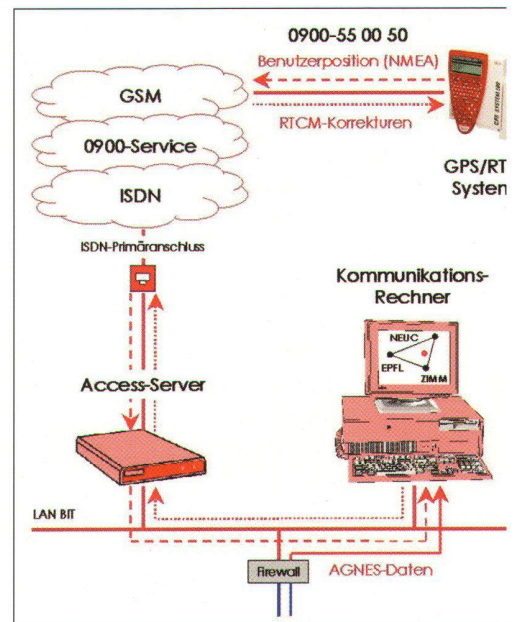 0900-55 00 50
Benutzerposition (NMEA)
GSM
RTCM-Korrekturen
0900-Service
GPS/RT
System
ISDN
ISDN-Primäranschluss
Kommunikations-
Rechner
NEUC
EPFL
ZIMM
Access-Server
LAN BIT
Firewall
AGNES-Daten